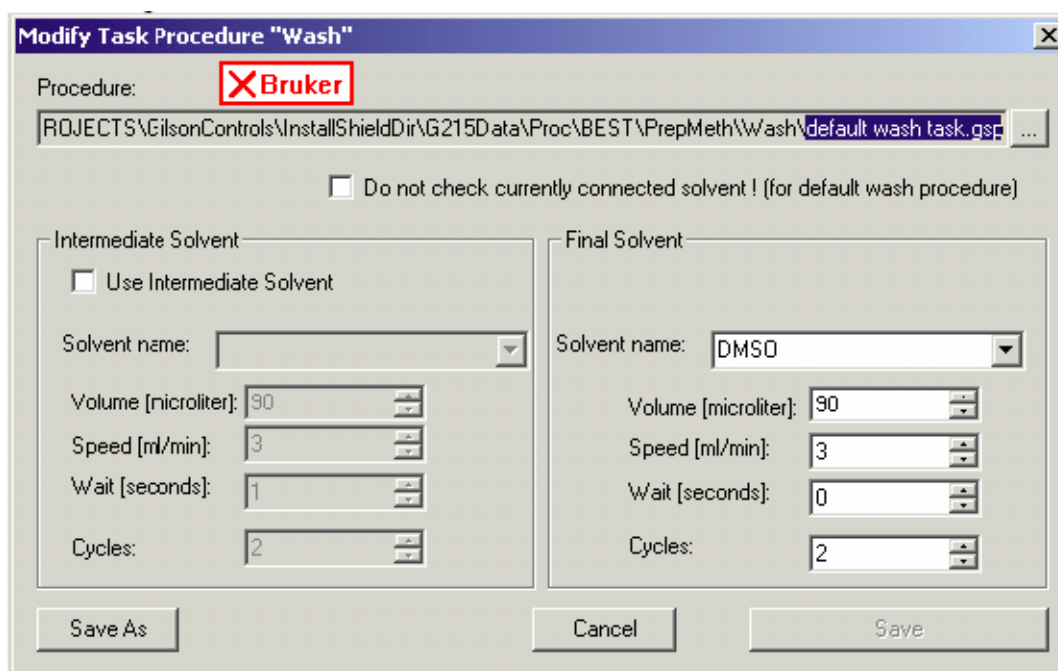 Modify Task Procedure "Wash"
Procedure:
Bruker
ROJECTS\GilsonControls\InstallShieldDir\G215Data\Proc\BEST\PrepMeth\Wash\default wash task.gsp
...
Do not check currently connected solvent ! (for default wash procedure)
Intermediate Solvent
Use Intermediate Solvent
Solvent name:
Volume [microliter]: 90
Speed [ml/min]: 3
Wait [seconds]: 1
Cycles: 2
Final Solvent
Solvent name: DMSO
Volume [microliter]: 90
Speed [ml/min]: 3
Wait [seconds]: 0
Cycles: 2
Save As
Cancel
Save